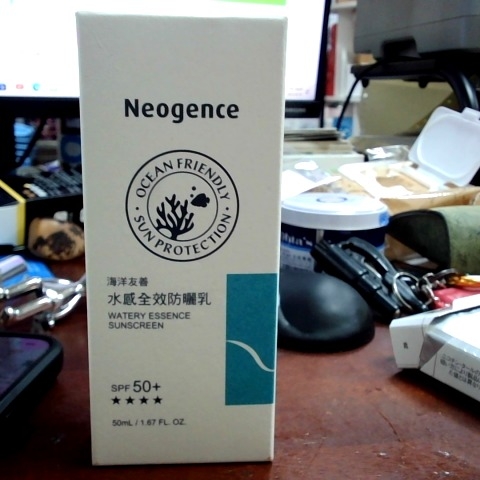 Neogence
OCEAN FRIENDLY
SUN PROTECTION
海洋友善
水感全效防曬乳
WATERY ESSENCE
SUNSCREEN
SPF 50+
★★★★
50mL / 1.67 FL. OZ.